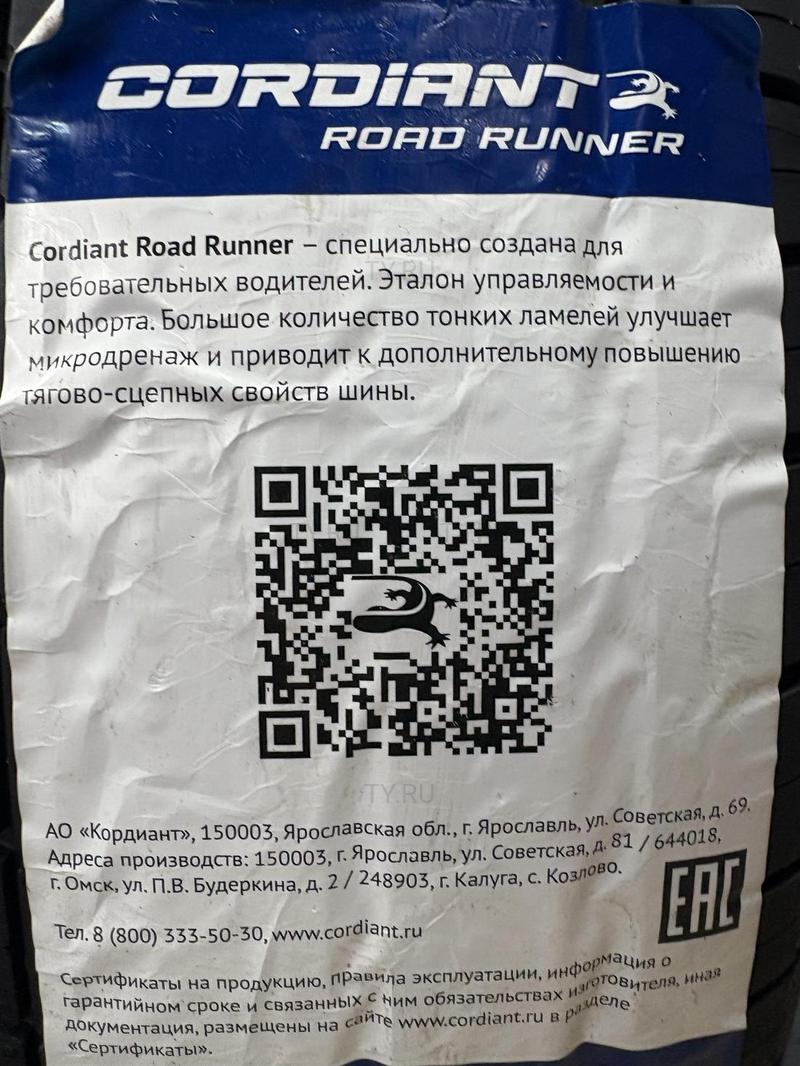 CORDIANT
ROAD RUNNER
Cordiant Road Runner – специально создана для
требовательных водителей. Эталон управляемости и
комфорта. Большое количество тонких ламелей улучшает
микродренаж и приводит к дополнительному повышению
тягово-сцепных свойств шины.
TY.RU
TY.RU
АО «Кордиант», 150003, Ярославская обл., г. Ярославль, ул. Советская, д. 69.
Адреса производств: 150003, г. Ярославль, ул. Советская, д. 81 / 644018,
г. Омск, ул. П.В. Будеркина, д. 2 / 248903, г. Калуга, с. Козлово.
EAC
Тел. 8 (800) 333-50-30, www.cordiant.ru
Сертификаты на продукцию, правила эксплуатации, информация о
гарантийном сроке и связанных с ним обязательствах изготовителя, иная
документация, размещены на сайте www.cordiant.ru в разделе
«Сертификаты».